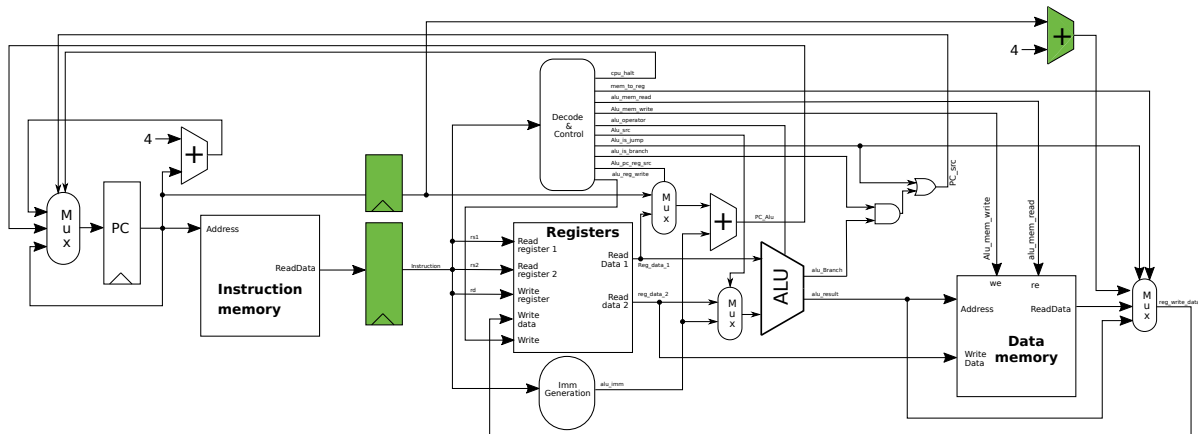 +
4
cpu_halt
mem_to_reg
alu_mem_read
Alu_mem_write
alu_operator
Alu_src
Alu_is_jump
alu_is_branch
Alu_pc_reg_src
alu_reg_write
Decode
&
Control
4
+
M
u
x
PC
Address
ReadData
Instruction
memory
Instruction
rs1
rs2
rd
Registers
Read
register 1
Read
register 2
Write
register
Write
data
Write
Read
Data 1
Read
data 2
Reg_data_1
reg_data_2
Imm
Generation
alu_imm
M
u
x
+
PC_Alu
M
u
x
ALU
alu_Branch
alu_result
PC_src
Alu_mem_write
alu_mem_read
we
re
Address
ReadData
Data
memory
Write
Data
M
u
x
reg_write_data